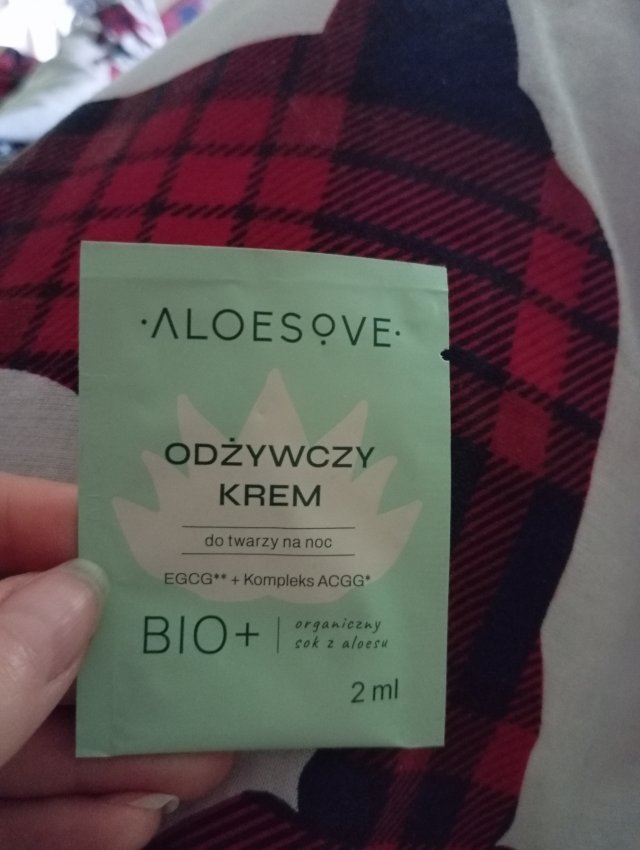 ·ALOESOVE·
ODŻYWCZY
KREM
do twarzy na noc
EGCG** + Kompleks ACGG*
BIO+
organiczny
sok z aloesu
2 ml